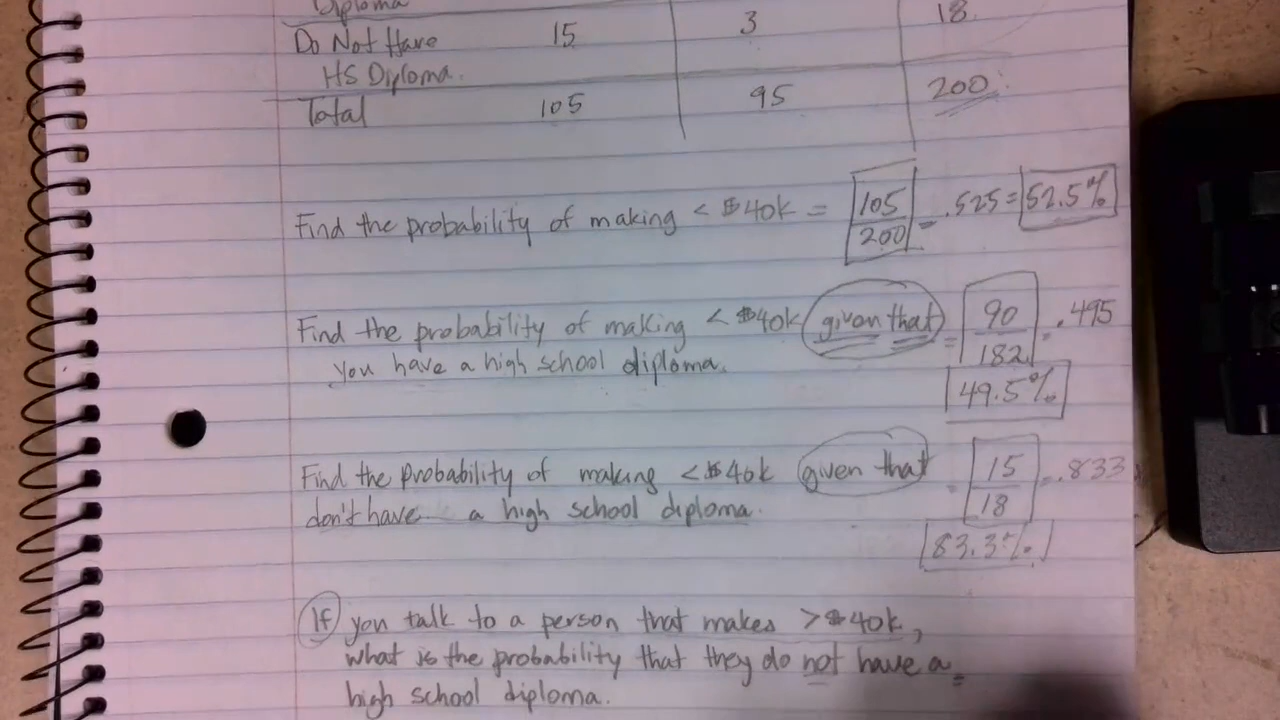 Diploma
Do Not Have 15 3 18
HS Diploma.
Total 105 95 200
Find the probability of making < $40k = 105/200 = .525 = 52.5%
Find the probability of making < $40k given that = 90/182 = .495
you have a high school diploma. 49.5%
Find the probability of making < $40k given that = 15/18 = .833
don't have a high school diploma. 83.3%
If you talk to a person that makes > $40k,
what is the probability that they do not have a
high school diploma.